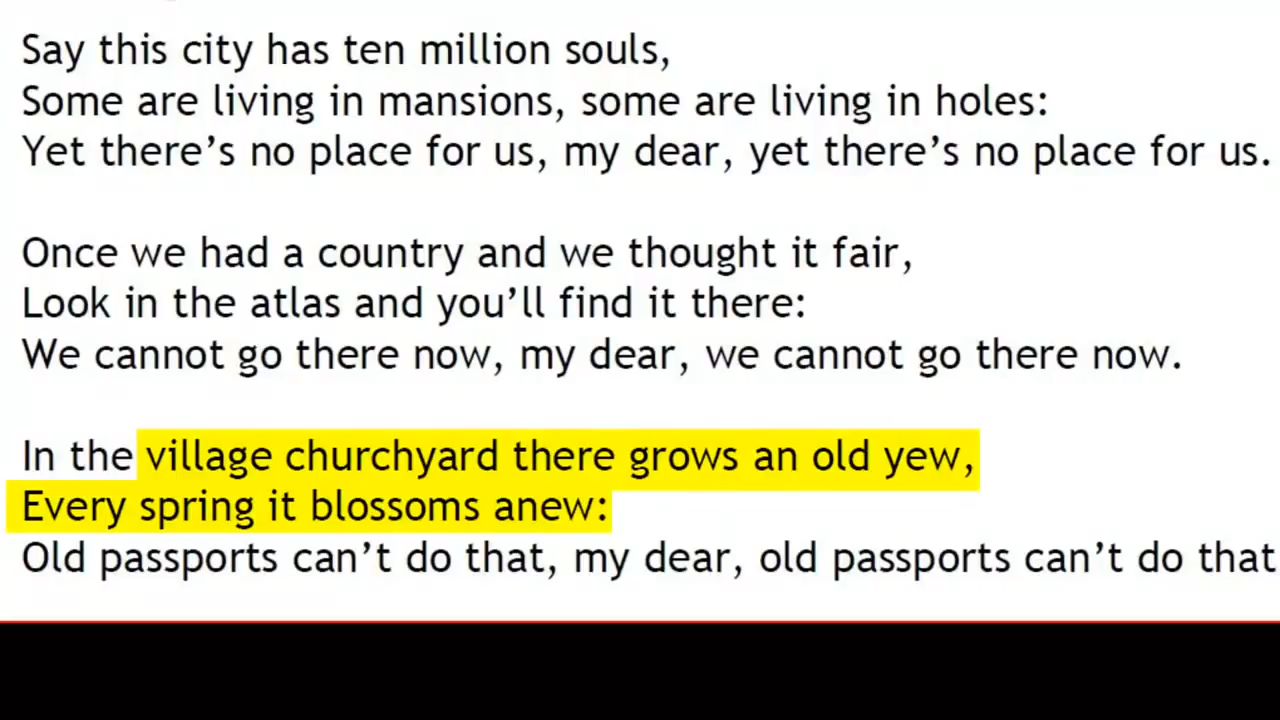 Say this city has ten million souls,
Some are living in mansions, some are living in holes:
Yet there’s no place for us, my dear, yet there’s no place for us.
Once we had a country and we thought it fair,
Look in the atlas and you’ll find it there:
We cannot go there now, my dear, we cannot go there now.
In the village churchyard there grows an old yew,
Every spring it blossoms anew:
Old passports can’t do that, my dear, old passports can’t do that